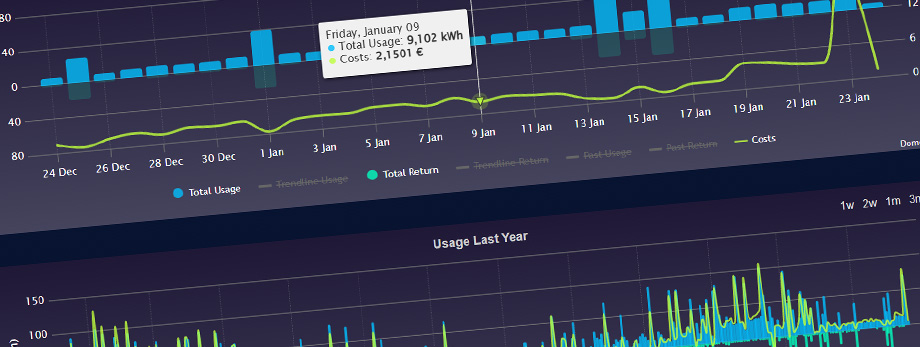 80
Friday, January 09
Total Usage: 9,102 kWh
Costs: 2,1501 €
12
40
6
0
0
40
80
24 Dec 26 Dec 28 Dec 30 Dec 1 Jan 3 Jan 5 Jan 7 Jan 9 Jan 11 Jan 13 Jan 15 Jan 19 Jan 21 Jan 23 Jan
Total Usage Trendline Usage Total Return Trendline Return Past Usage Past Return Costs
Usage Last Year
1w 2w 1m
150
100